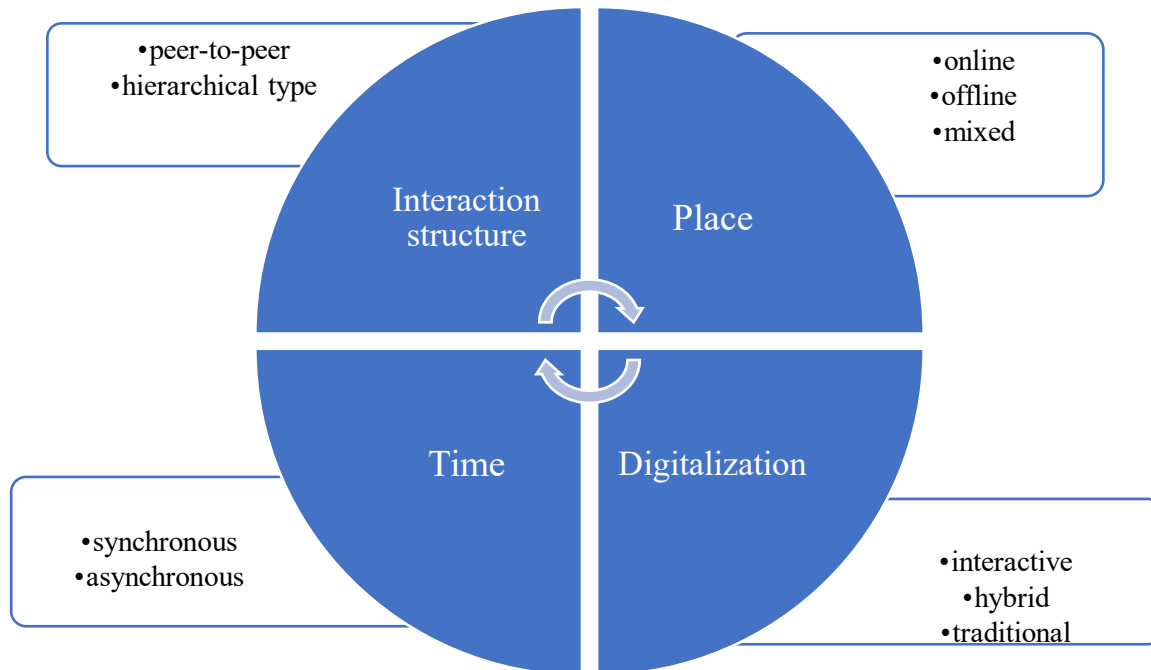 •peer-to-peer
•hierarchical type
•online
•offline
•mixed
Interaction
structure
Place
Time
Digitalization
•synchronous
•asynchronous
•interactive
•hybrid
•traditional